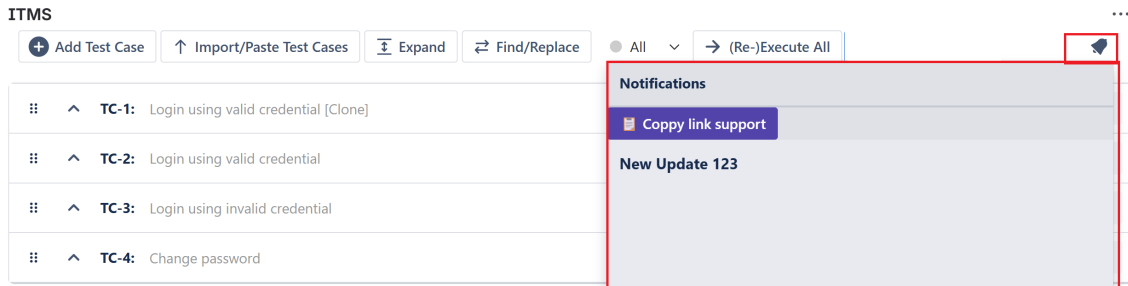 ITMS
Add Test Case Import/Paste Test Cases Expand Find/Replace All (Re-)Execute All
Notifications
TC-1: Login using valid credential [Clone]
Coppy link support
TC-2: Login using valid credential
New Update 123
TC-3: Login using invalid credential
TC-4: Change password